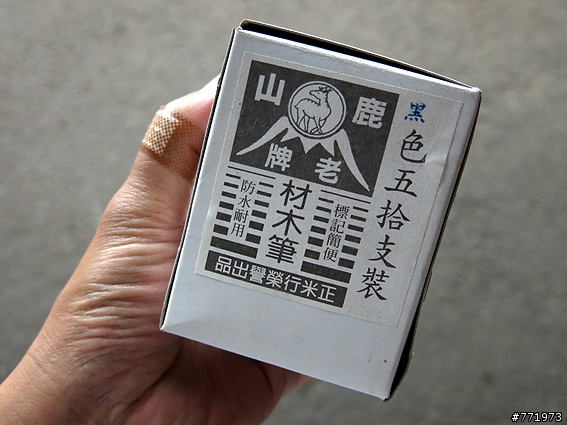 黑色五拾支裝
鹿山
老牌
標記簡便
材木筆
防水耐用
正米行榮譽出品
#771973